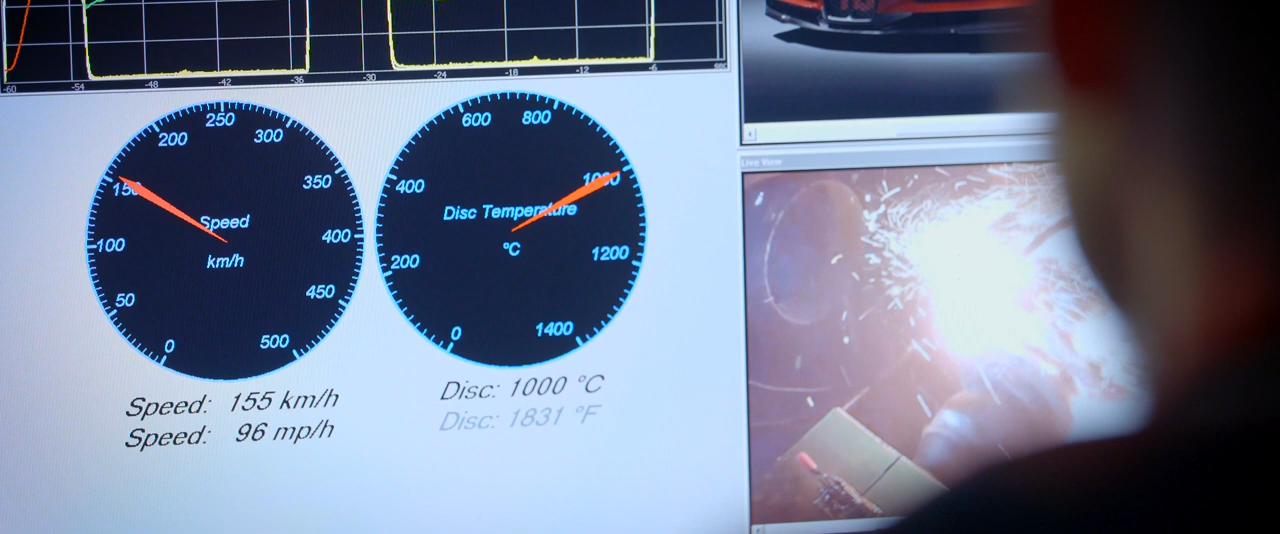 -60 -54 -48 -42 -36 -30 -24 -18 -12 -6
Live View
0 50 100 150 200 250 300 350 400 450 500
Speed
km/h
0 200 400 600 800 1000 1200 1400
Disc Temperature
°C
Speed: 155 km/h
Speed: 96 mp/h
Disc: 1000 °C
Disc: 1831 °F